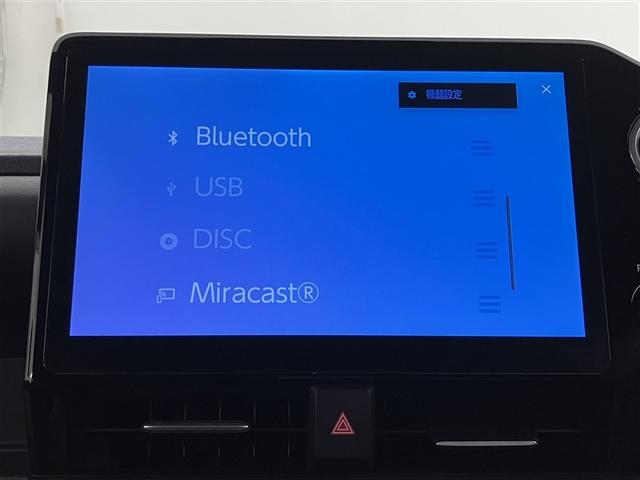 機器設定
Bluetooth
USB
DISC
Miracast®